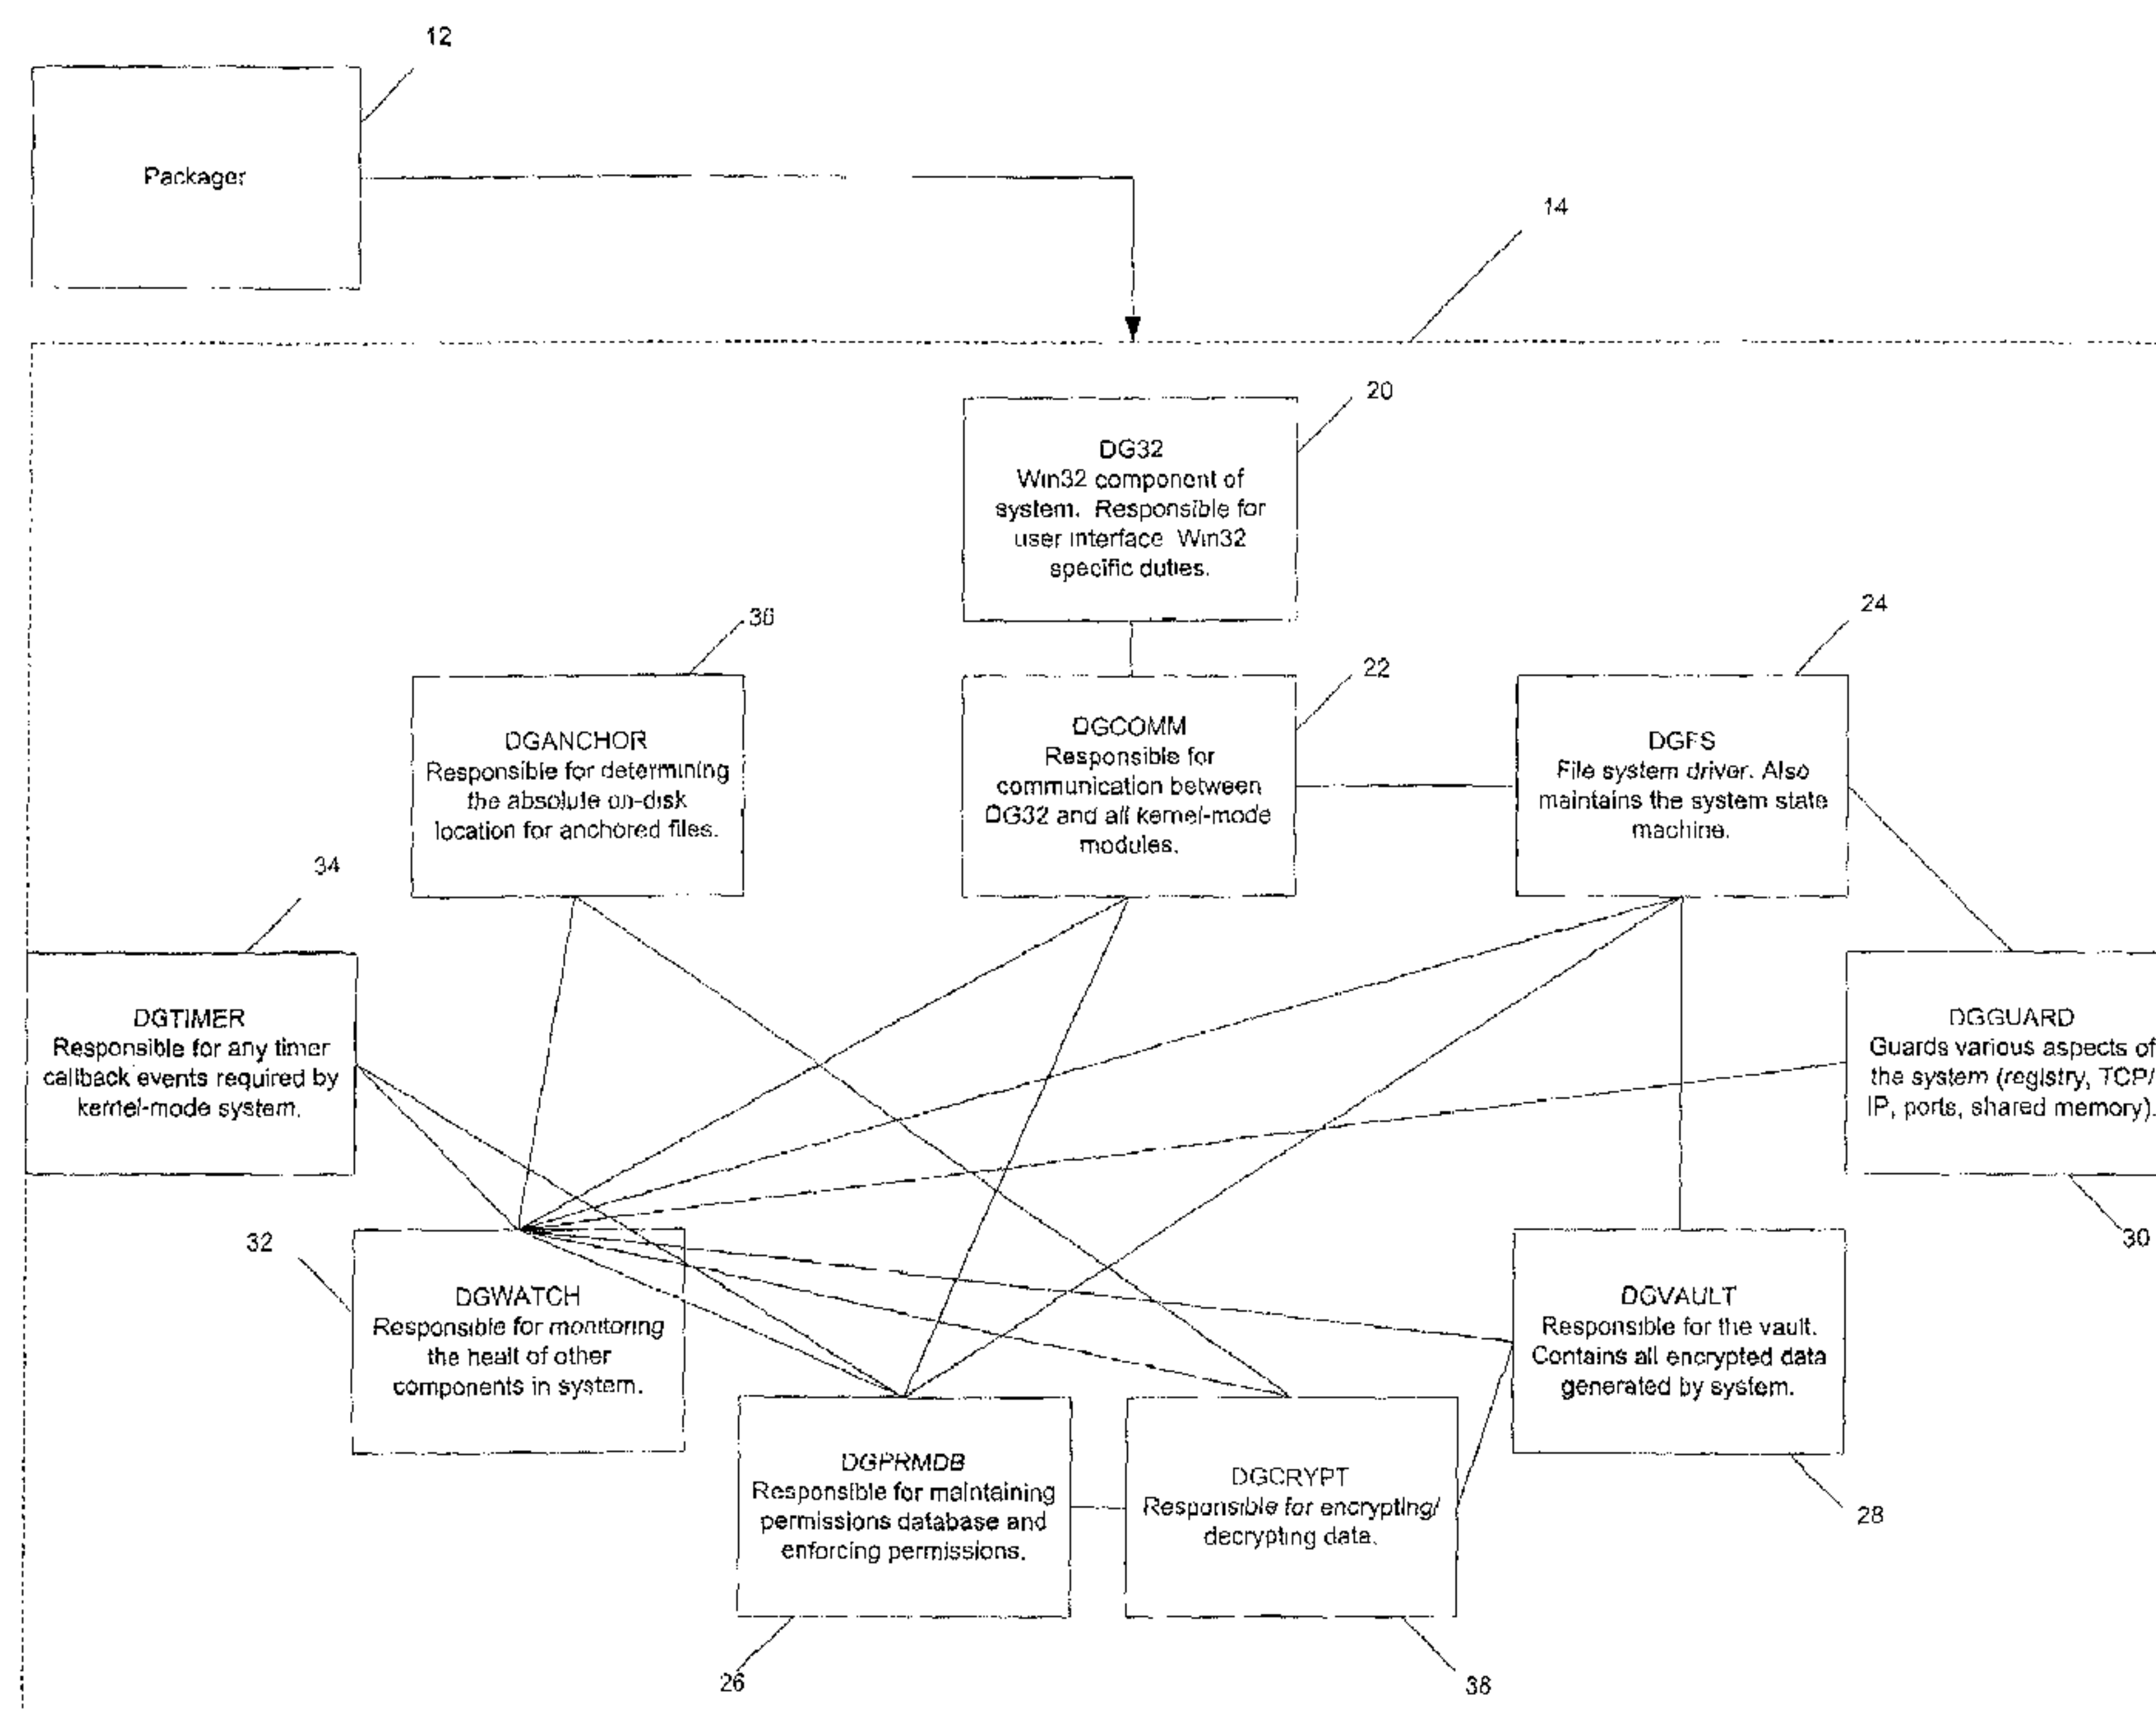 12
Packager
14
20
DG32
Win32 component of
system. Responsible for
user interface Win32
specific duties.
36
24
22
DGANCHOR
Responsible for determining
the absolute on-disk
location for anchored files.
DGCOMM
Responsible for
communication between
DG32 and all kernel-mode
modules.
DGFS
File system driver. Also
maintains the system state
machine.
34
DGTIMER
Responsible for any timer
callback events required by
kernel-mode system.
DGGUARD
Guards various aspects of
the system (registry, TCP/
IP, ports, shared memory).
32
30
DGWATCH
Responsible for monitoring
the healt of other
components in system.
DGVAULT
Responsible for the vault.
Contains all encrypted data
generated by system.
DGPRMDB
Responsible for maintaining
permissions database and
enforcing permissions.
DGCRYPT
Responsible for encrypting/
decrypting data.
28
26
38